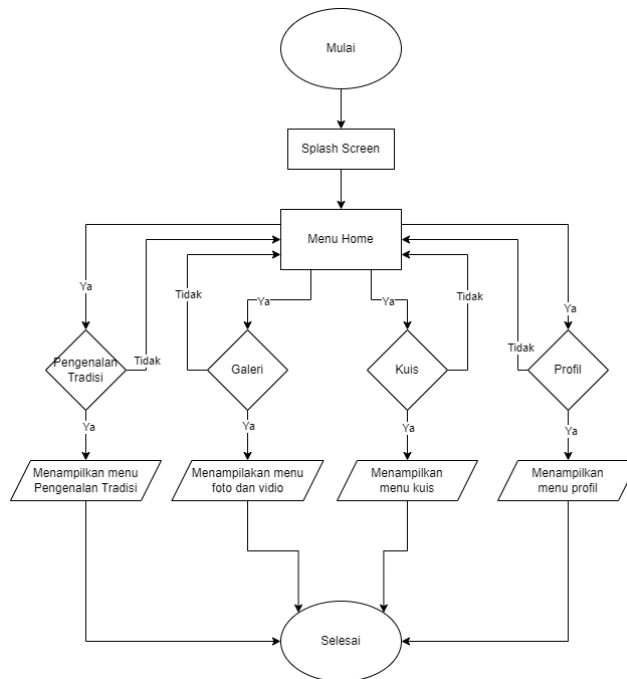 Mulai
Splash Screen
Menu Home
Ya
Tidak
Tidak
Ya
Ya
Tidak
Ya
Tidak
Pengenalan
Tradisi
Galeri
Kuis
Profil
Ya
Ya
Ya
Ya
Menampilkan menu
Pengenalan Tradisi
Menampilakan menu
foto dan vidio
Menampilkan
menu kuis
Menampilkan
menu profil
Selesai